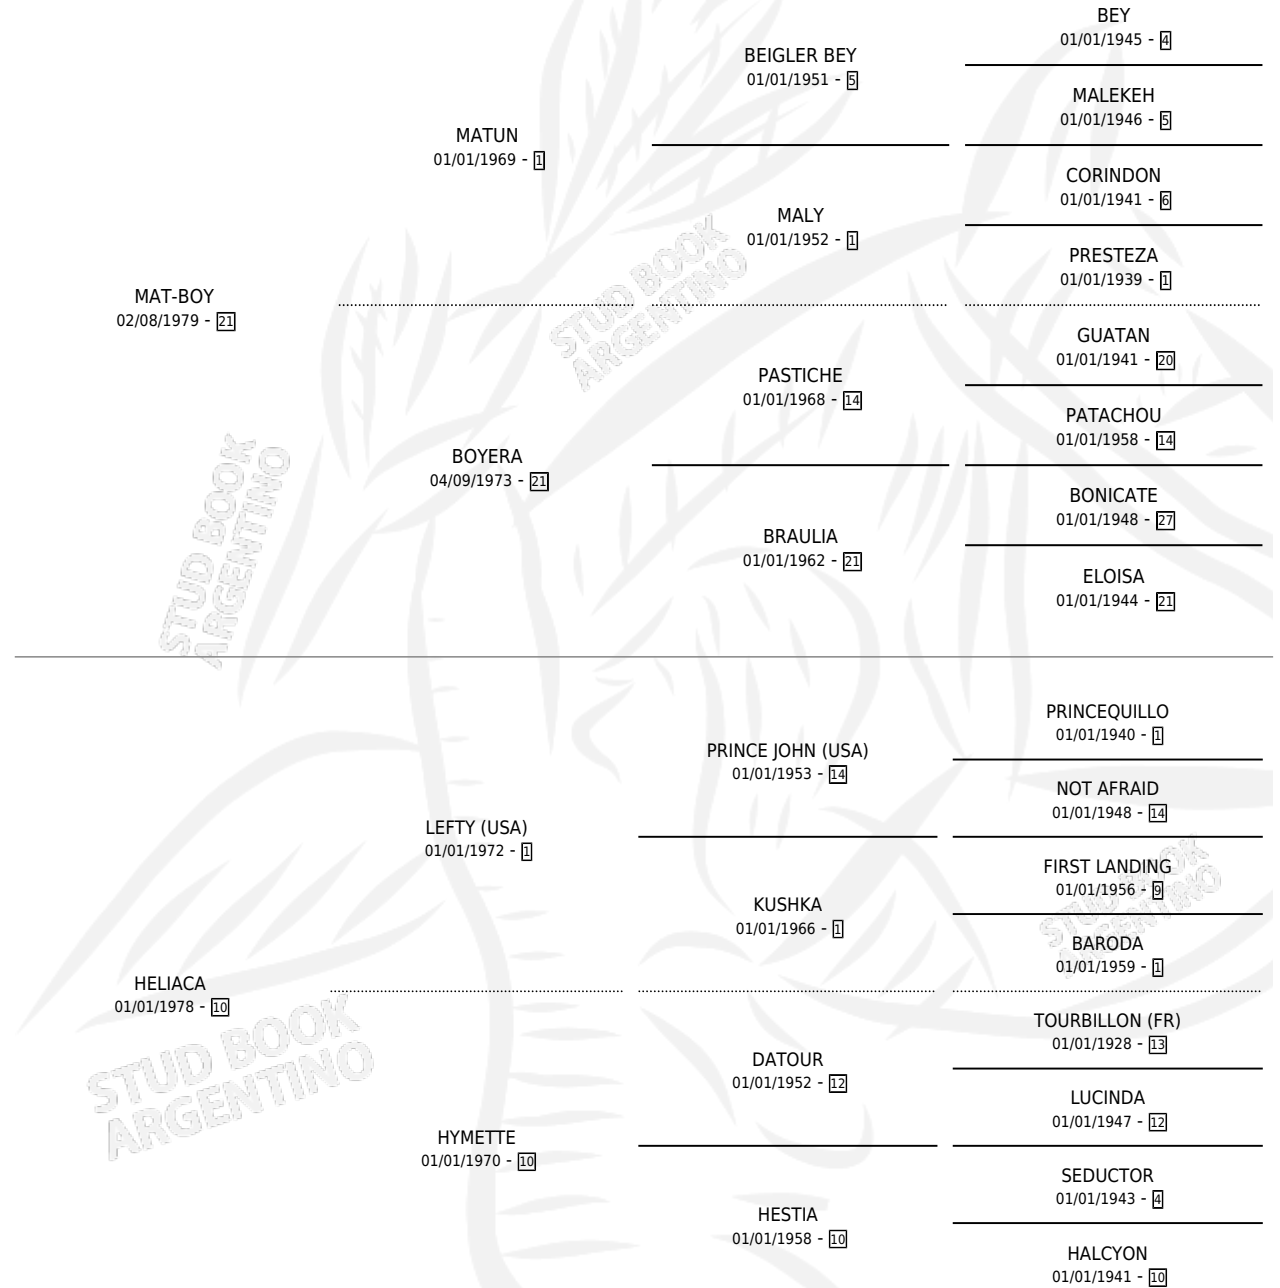 BEY
01/01/1945 - 4
BEIGLER BEY
01/01/1951 - 5
MALEKEH
01/01/1946 - 5
MATUN
01/01/1969 - 1
CORINDON
01/01/1941 - 6
MALY
01/01/1952 - 1
PRESTEZA
01/01/1939 - 1
MAT-BOY
02/08/1979 - 21
GUATAN
01/01/1941 - 20
PASTICHE
01/01/1968 - 14
PATACHOU
01/01/1958 - 14
BOYERA
04/09/1973 - 21
BONICATE
01/01/1948 - 27
BRAULIA
01/01/1962 - 21
ELOISA
01/01/1944 - 21
PRINCEQUILLO
01/01/1940 - 1
PRINCE JOHN (USA)
01/01/1953 - 14
NOT AFRAID
01/01/1948 - 14
LEFTY (USA)
01/01/1972 - 1
FIRST LANDING
01/01/1956 - 9
KUSHKA
01/01/1966 - 1
BARODA
01/01/1959 - 1
HELIACA
01/01/1978 - 10
TOURBILLON (FR)
01/01/1928 - 13
DATOUR
01/01/1952 - 12
LUCINDA
01/01/1947 - 12
HYMETTE
01/01/1970 - 10
SEDUCTOR
01/01/1943 - 4
HESTIA
01/01/1958 - 10
HALCYON
01/01/1941 - 10
STUD BOOK
ARGENTINO
STUD BOOK
ARGENTINO
STUD BOOK
ARGENTINO
STUD BOOK
ARGENTINO